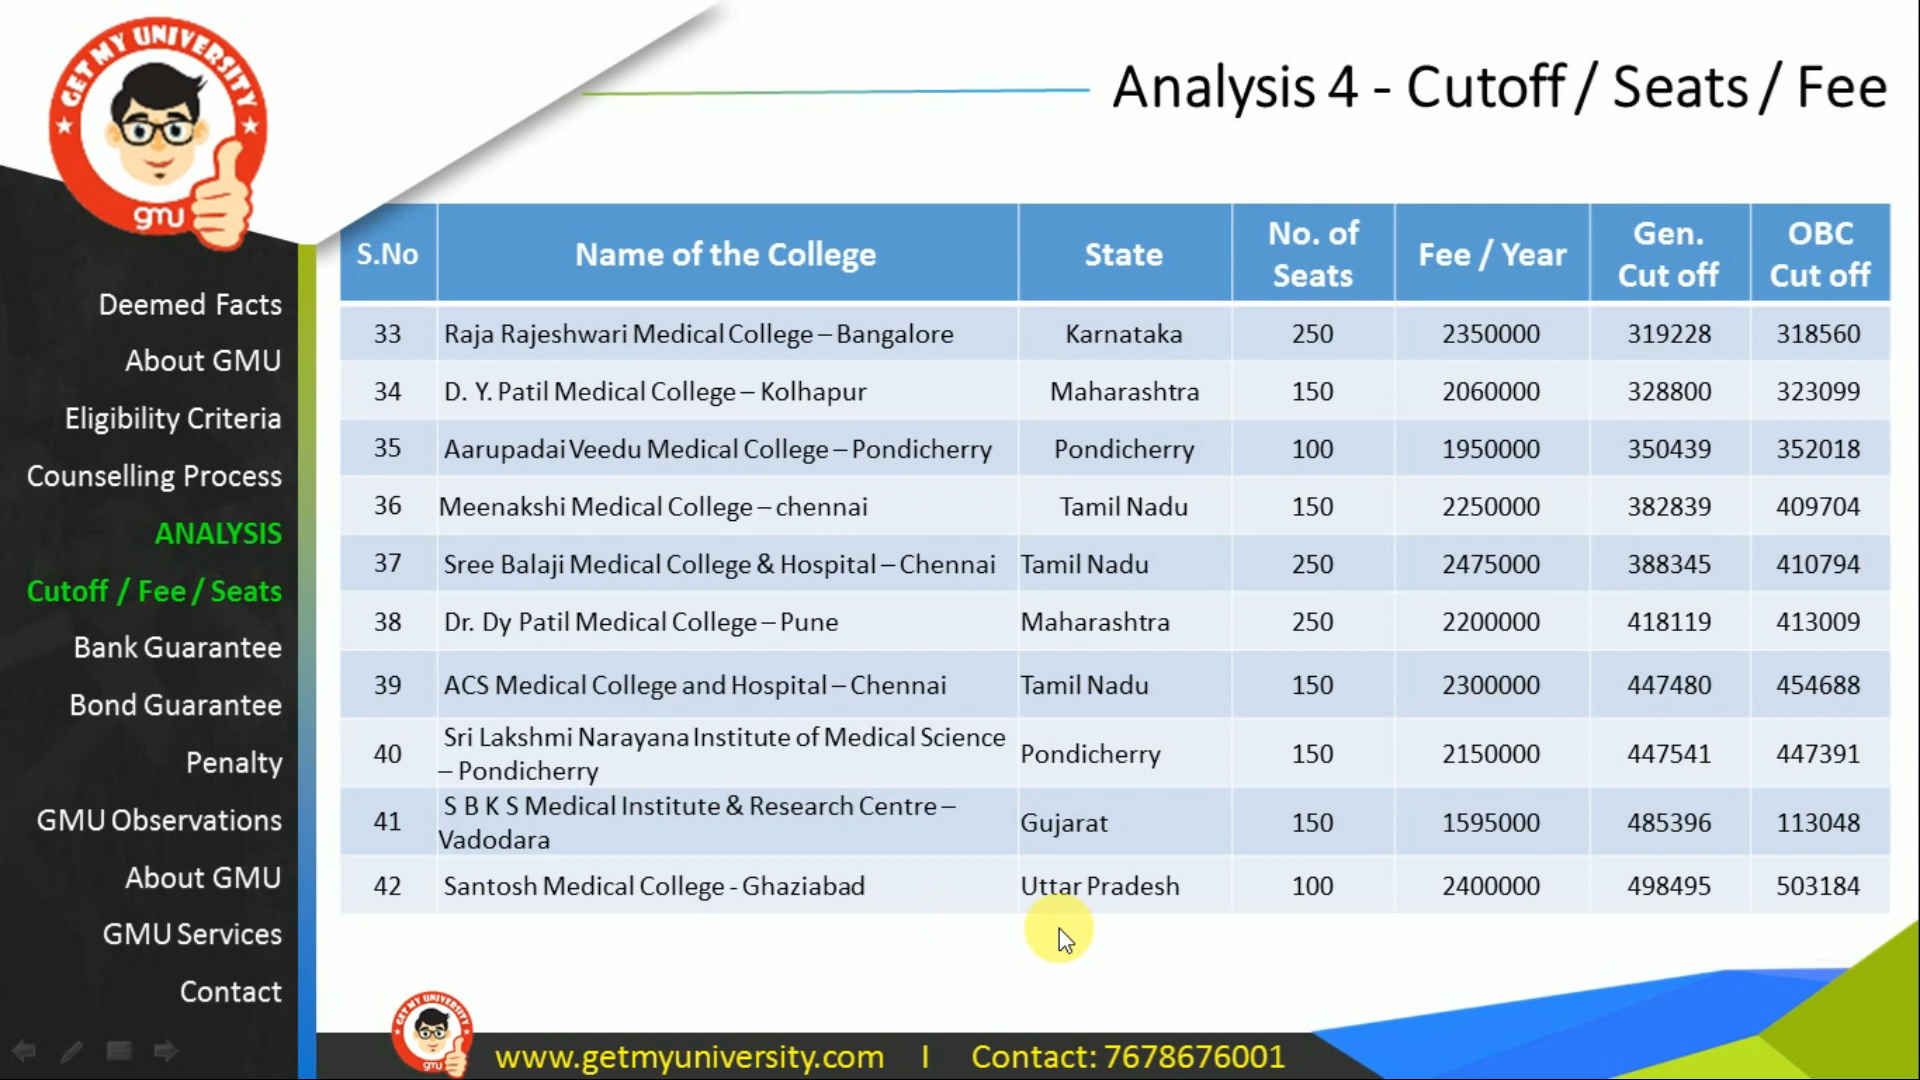 GET MY UNIVERSITY
gmu
Analysis 4 - Cutoff / Seats / Fee
Deemed Facts
About GMU
Eligibility Criteria
Counselling Process
ANALYSIS
Cutoff / Fee / Seats
Bank Guarantee
Bond Guarantee
Penalty
GMU Observations
About GMU
GMU Services
Contact
S.No Name of the College State No. of Seats Fee / Year Gen. Cut off OBC Cut off
33 Raja Rajeshwari Medical College – Bangalore Karnataka 250 2350000 319228 318560
34 D. Y. Patil Medical College – Kolhapur Maharashtra 150 2060000 328800 323099
35 Aarupadai Veedu Medical College – Pondicherry Pondicherry 100 1950000 350439 352018
36 Meenakshi Medical College – chennai Tamil Nadu 150 2250000 382839 409704
37 Sree Balaji Medical College & Hospital – Chennai Tamil Nadu 250 2475000 388345 410794
38 Dr. Dy Patil Medical College – Pune Maharashtra 250 2200000 418119 413009
39 ACS Medical College and Hospital – Chennai Tamil Nadu 150 2300000 447480 454688
40 Sri Lakshmi Narayana Institute of Medical Science – Pondicherry Pondicherry 150 2150000 447541 447391
41 S B K S Medical Institute & Research Centre – Vadodara Gujarat 150 1595000 485396 113048
42 Santosh Medical College - Ghaziabad Uttar Pradesh 100 2400000 498495 503184
GET MY UNIVERSITY
gmu
www.getmyuniversity.com I Contact: 7678676001